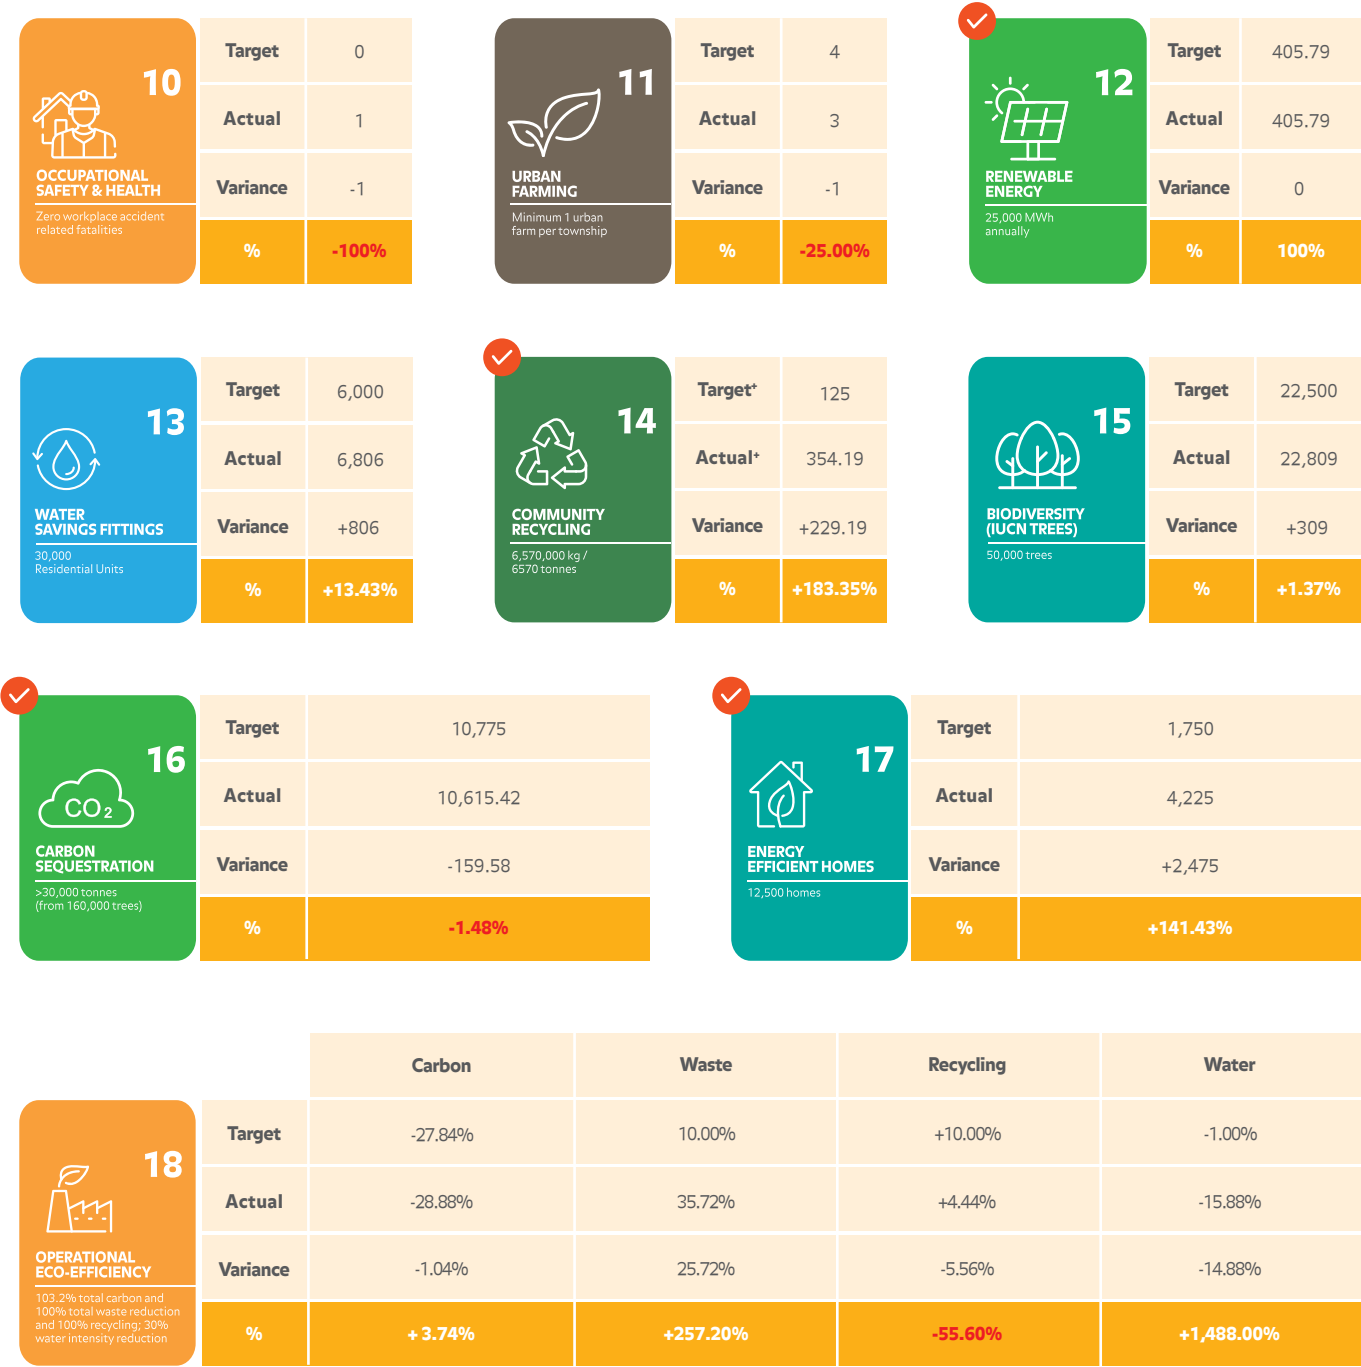 10
OCCUPATIONAL
SAFETY & HEALTH
Zero workplace accident
related fatalities
Target 0
Actual 1
Variance -1
% -100%
11
URBAN
FARMING
Minimum 1 urban
farm per township
Target 4
Actual 3
Variance -1
% -25.00%
12
RENEWABLE
ENERGY
25,000 MWh
annually
Target 405.79
Actual 405.79
Variance 0
% 100%
13
WATER
SAVINGS FITTINGS
30,000
Residential Units
Target 6,000
Actual 6,806
Variance +806
% +13.43%
14
COMMUNITY
RECYCLING
6,570,000 kg /
6570 tonnes
Target+ 125
Actual+ 354.19
Variance +229.19
% +183.35%
15
BIODIVERSITY
(IUCN TREES)
50,000 trees
Target 22,500
Actual 22,809
Variance +309
% +1.37%
16
CO2
CARBON
SEQUESTRATION
>30,000 tonnes
(from 160,000 trees)
Target 10,775
Actual 10,615.42
Variance -159.58
% -1.48%
17
ENERGY
EFFICIENT HOMES
12,500 homes
Target 1,750
Actual 4,225
Variance +2,475
% +141.43%
18
OPERATIONAL
ECO-EFFICIENCY
103.2% total carbon and
100% total waste reduction
and 100% recycling; 30%
water intensity reduction
Carbon Waste Recycling Water
Target -27.84% 10.00% +10.00% -1.00%
Actual -28.88% 35.72% +4.44% -15.88%
Variance -1.04% 25.72% -5.56% -14.88%
% + 3.74% +257.20% -55.60% +1,488.00%